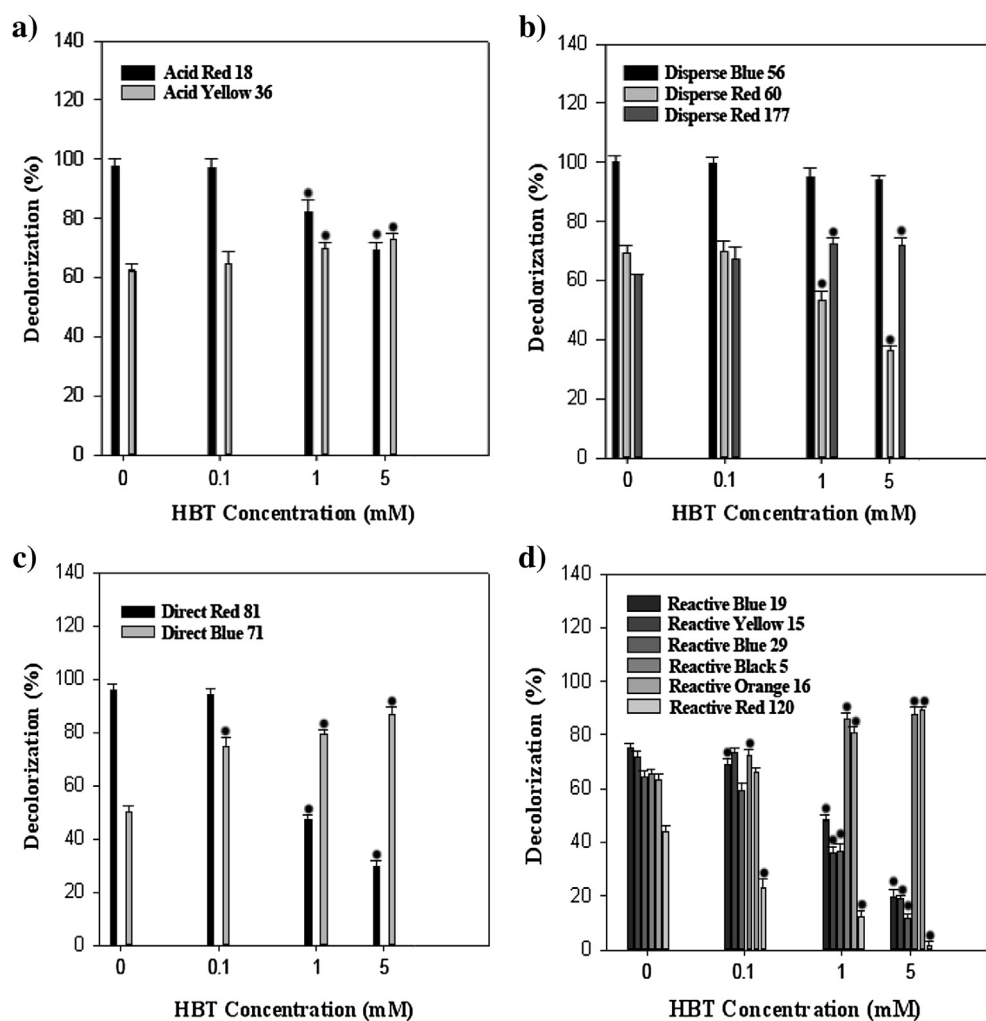 a)
140
120
100
80
60
40
20
0
Decolorization (%)
Acid Red 18
Acid Yellow 36
0 0.1 1 5
HBT Concentration (mM)
b)
140
120
100
80
60
40
20
0
Decolorization (%)
Disperse Blue 56
Disperse Red 60
Disperse Red 177
0 0.1 1 5
HBT Concentration (mM)
c)
140
120
100
80
60
40
20
0
Decolorization (%)
Direct Red 81
Direct Blue 71
0 0.1 1 5
HBT Concentration (mM)
d)
140
120
100
80
60
40
20
0
Decolorization (%)
Reactive Blue 19
Reactive Yellow 15
Reactive Blue 29
Reactive Black 5
Reactive Orange 16
Reactive Red 120
0 0.1 1 5
HBT Concentration (mM)